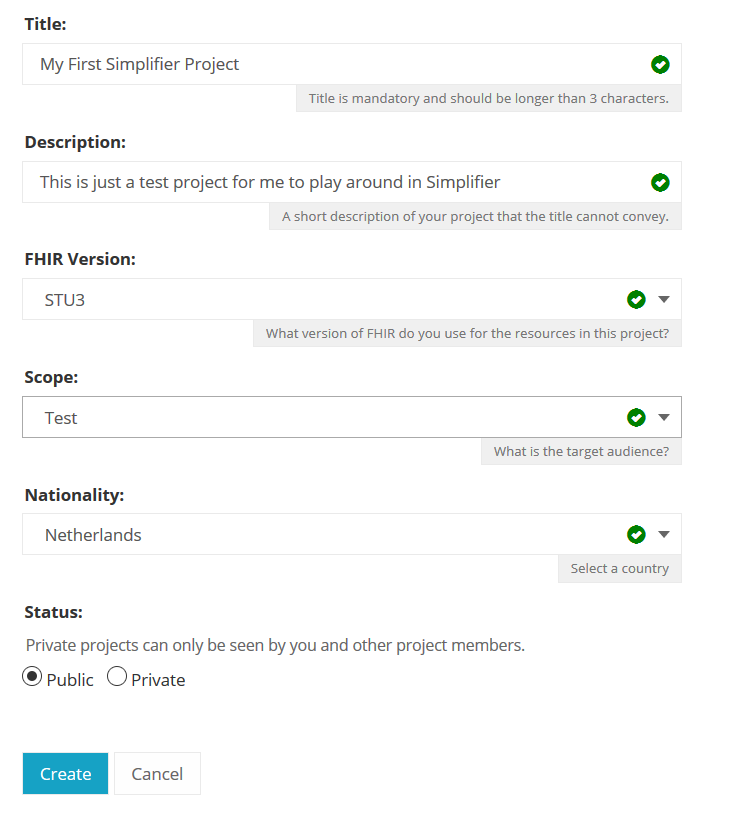 Title:
My First Simplifier Project
Title is mandatory and should be longer than 3 characters.
Description:
This is just a test project for me to play around in Simplifier
A short description of your project that the title cannot convey.
FHIR Version:
STU3
What version of FHIR do you use for the resources in this project?
Scope:
Test
What is the target audience?
Nationality:
Netherlands
Select a country
Status:
Private projects can only be seen by you and other project members.
Public Private
Create Cancel